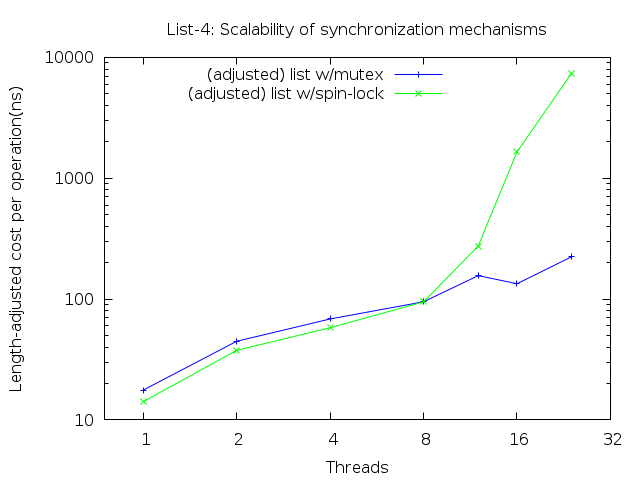 List-4: Scalability of synchronization mechanisms
10000
(adjusted) list w/mutex
(adjusted) list w/spin-lock
1000
100
10
Length-adjusted cost per operation(ns)
1 2 4 8 16 32
Threads